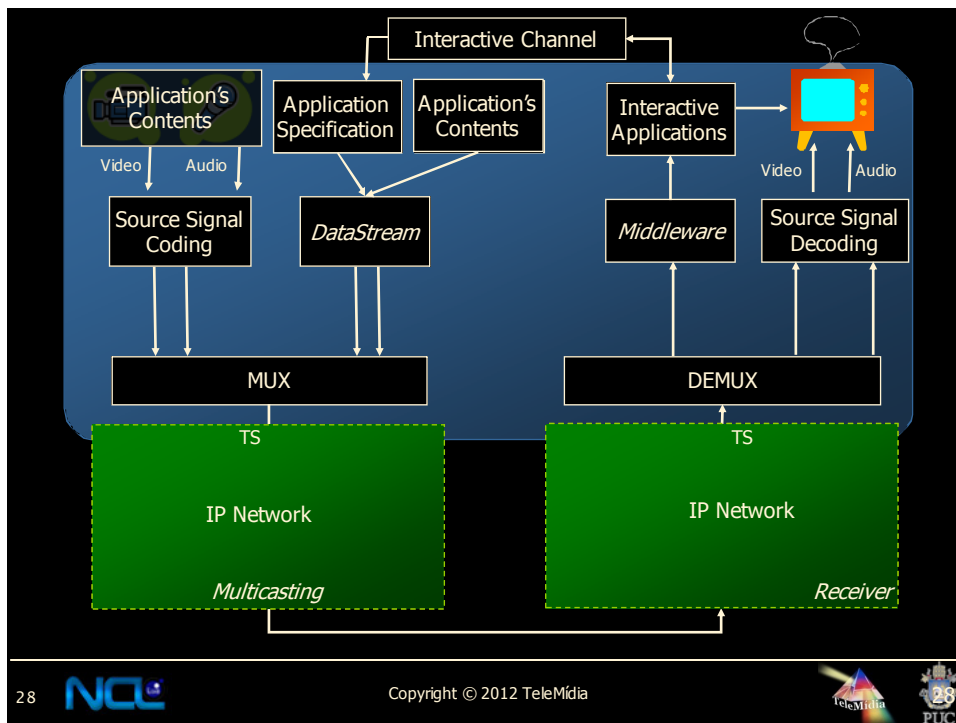 Interactive Channel
Application's
Contents
Application
Specification
Application's
Contents
Interactive
Applications
Video
Audio
Video
Audio
Source Signal
Coding
DataStream
Middleware
Source Signal
Decoding
MUX
DEMUX
TS
TS
IP Network
IP Network
Multicasting
Receiver
28
NCL
Copyright © 2012 TeleMídia
TeleMídia
28
PUC